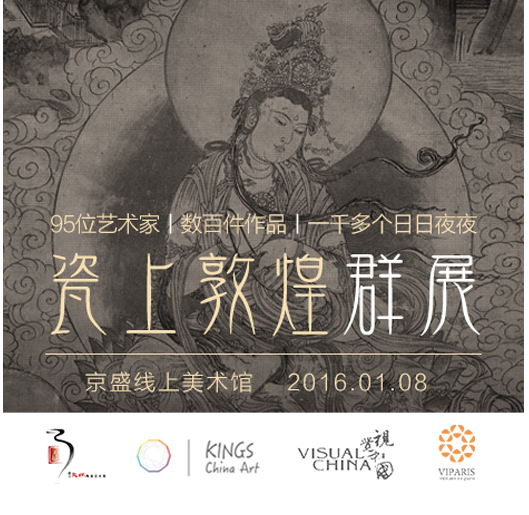 95位艺术家 | 数百件作品 | 一千多个日日夜夜
瓷上敦煌群展
京盛线上美术馆 2016.01.08
KINGS
China Art
VISUAL
CHINA
視覺中國
VIPARIS